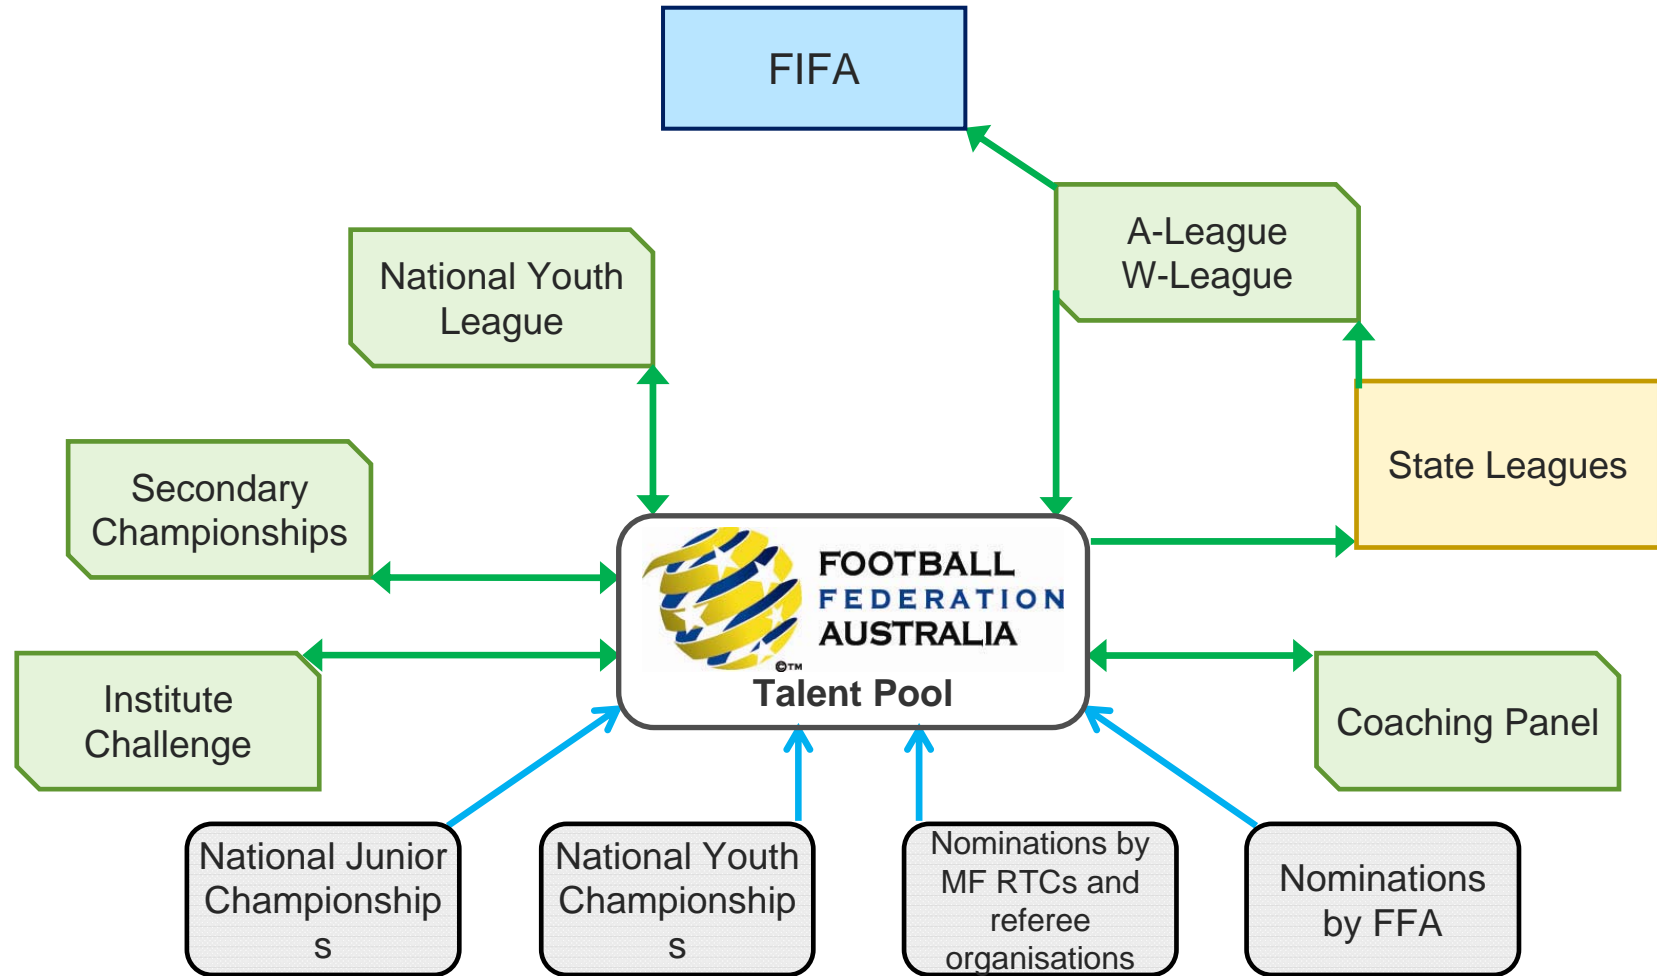 FIFA
A-League
W-League
National Youth
League
State Leagues
Secondary
Championships
FOOTBALL
FEDERATION
AUSTRALIA
©™
Talent Pool
Institute
Challenge
Coaching Panel
National Junior
Championship
s
National Youth
Championship
s
Nominations by
MF RTCs and
referee
organisations
Nominations
by FFA